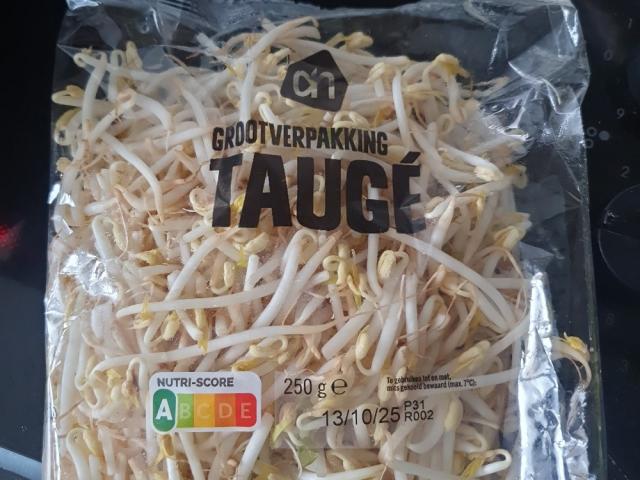 ah
GROOTVERPAKKING
TAUGÉ
NUTRI-SCORE
A B C D E
250 g e
Te gebruiken tot en met,
mits gekoeld bewaard (max. 7°C):
13/10/25 P31
R002
2